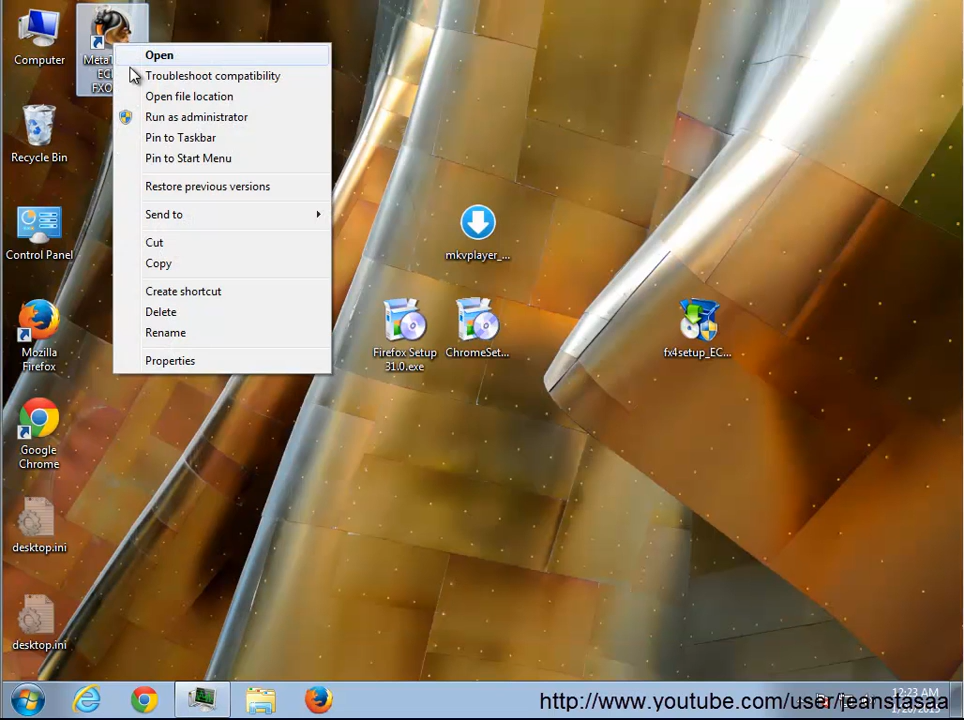 Computer
Meta
EC
FXO
Open
Troubleshoot compatibility
Open file location
Run as administrator
Pin to Taskbar
Pin to Start Menu
Restore previous versions
Send to
Cut
Copy
Create shortcut
Delete
Rename
Properties
Recycle Bin
Control Panel
Mozilla
Firefox
Google
Chrome
desktop.ini
desktop.ini
mkvplayer_...
Firefox Setup
31.0.exe
ChromeSet...
fx4setup_EC...
12:23 AM
http://www.youtube.com/user/jeanstasaa